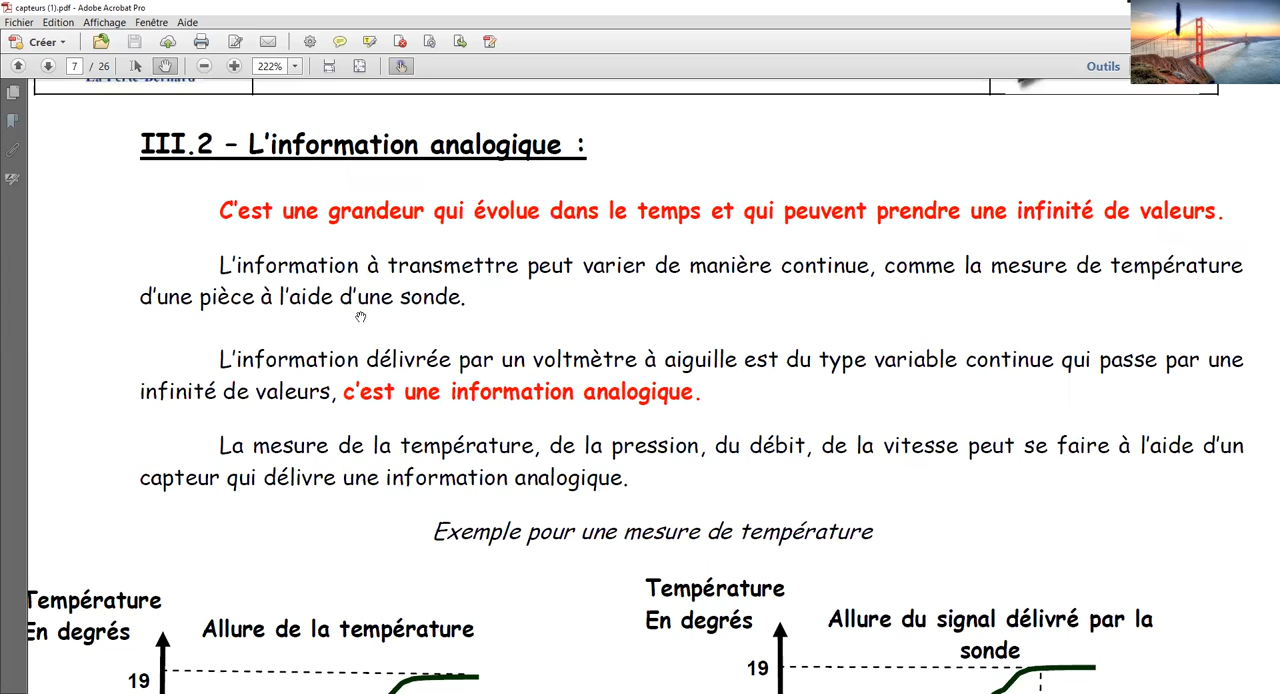 capteurs (1).pdf - Adobe Acrobat Pro
Fichier Edition Affichage Fenêtre Aide
Créer
7 / 26 222% Outils
III.2 – L'information analogique :
C'est une grandeur qui évolue dans le temps et qui peuvent prendre une infinité de valeurs.
L'information à transmettre peut varier de manière continue, comme la mesure de température
d'une pièce à l'aide d'une sonde.
L'information délivrée par un voltmètre à aiguille est du type variable continue qui passe par une
infinité de valeurs, c'est une information analogique.
La mesure de la température, de la pression, du débit, de la vitesse peut se faire à l'aide d'un
capteur qui délivre une information analogique.
Exemple pour une mesure de température
Température
En degrés
Allure de la température
19
Température
En degrés
Allure du signal délivré par la
sonde
19